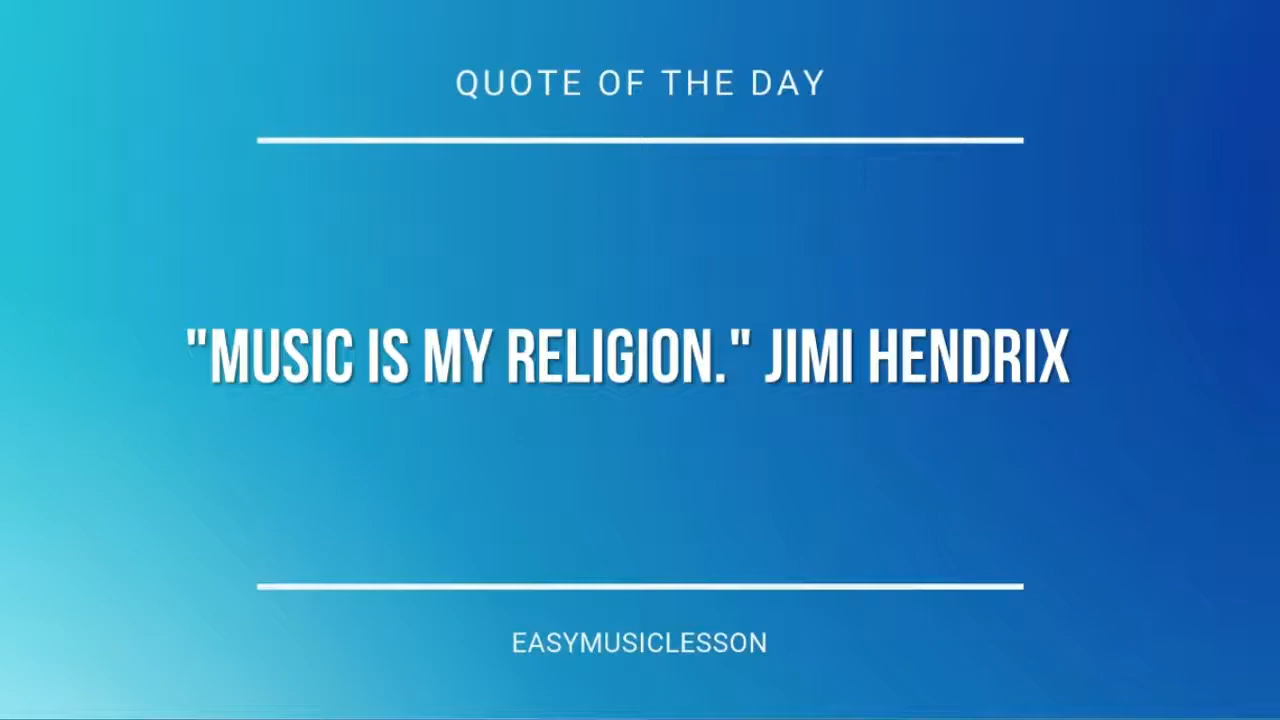 QUOTE OF THE DAY
"MUSIC IS MY RELIGION." JIMI HENDRIX
EASYMUSICLESSON